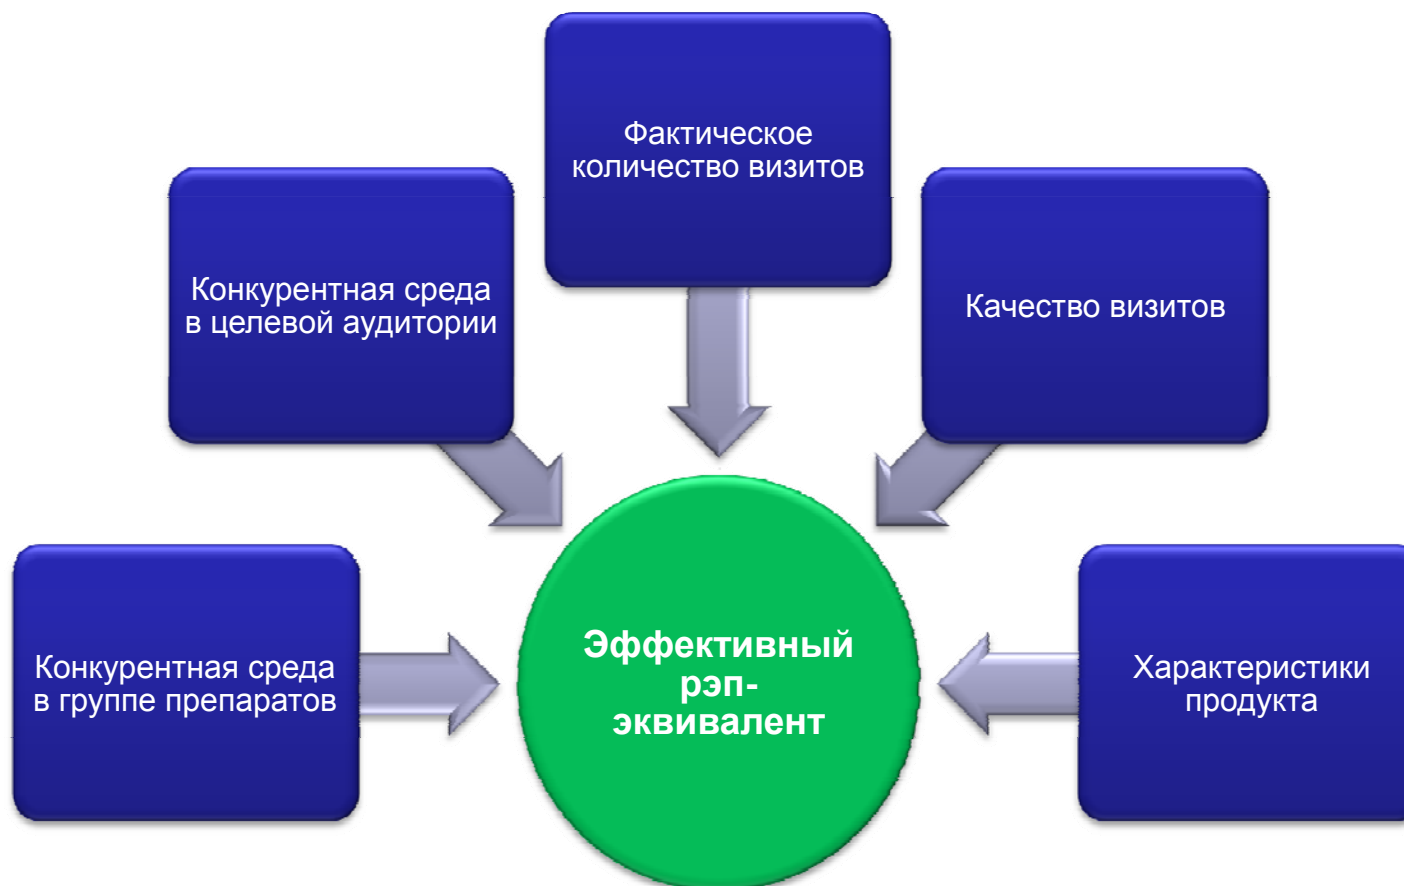 Фактическое
количество визитов
Конкурентная среда
в целевой аудитории
Качество визитов
Конкурентная среда
в группе препаратов
Эффективный
рэп-
эквивалент
Характеристики
продукта